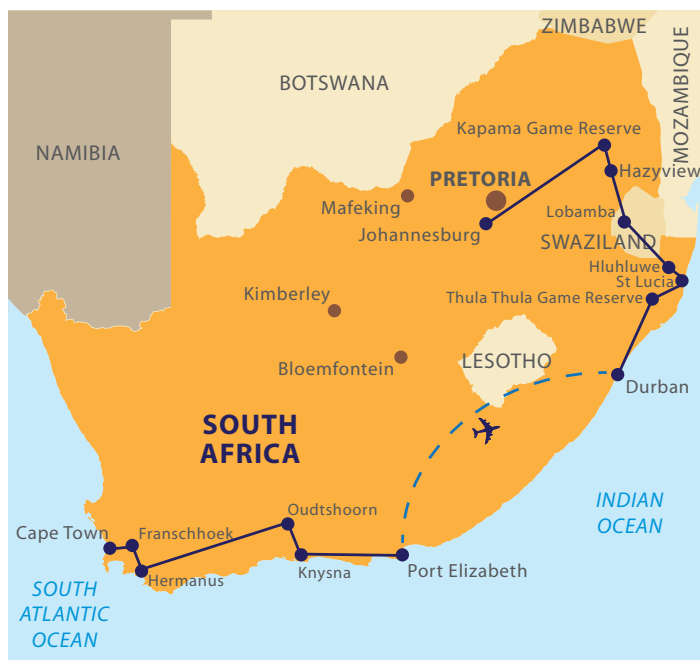 ZIMBABWE
MOZAMBIQUE
BOTSWANA
Kapama Game Reserve
NAMIBIA
Hazyview
PRETORIA
Mafeking
Lobamba
Johannesburg
SWAZILAND
Hluhluwe
St Lucia
Thula Thula Game Reserve
Kimberley
LESOTHO
Bloemfontein
Durban
SOUTH
AFRICA
INDIAN
OCEAN
Oudtshoorn
Cape Town
Franschhoek
Knysna
Port Elizabeth
Hermanus
SOUTH
ATLANTIC
OCEAN